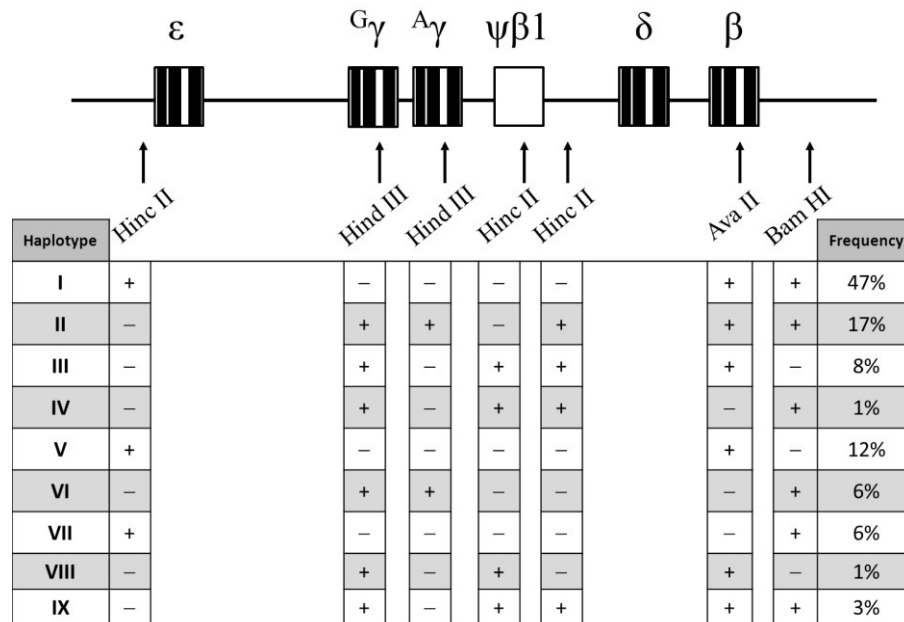 ε Gγ Aγ ψβ1 δ β
Hinc II Hind III Hind III Hinc II Hinc II Ava II Bam HI
Haplotype Frequency
I + – – – – + + 47%
II – + + – + + + 17%
III – + – + + + – 8%
IV – + – + + – + 1%
V + – – – – + – 12%
VI – + + – – – + 6%
VII + – – – – – + 6%
VIII – + – + – + – 1%
IX – + – + + + + 3%